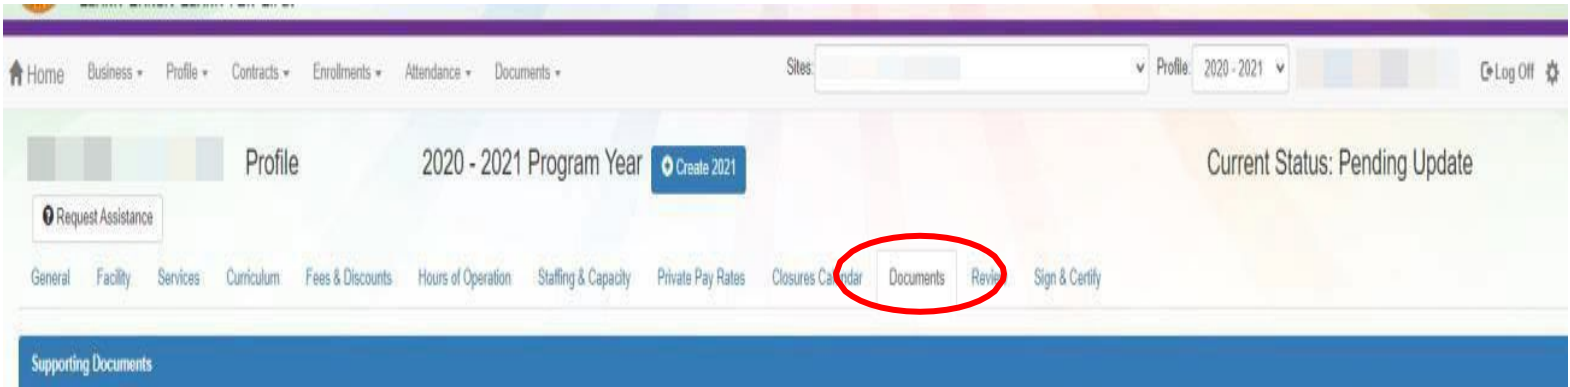 Home Business Profile Contracts Enrollments Attendance Documents Sites: Profile: 2020 - 2021 Log Off
Profile 2020 - 2021 Program Year Create 2021 Current Status: Pending Update
Request Assistance
General Facility Services Curriculum Fees & Discounts Hours of Operation Staffing & Capacity Private Pay Rates Closures Calendar Documents Review Sign & Certify
Supporting Documents